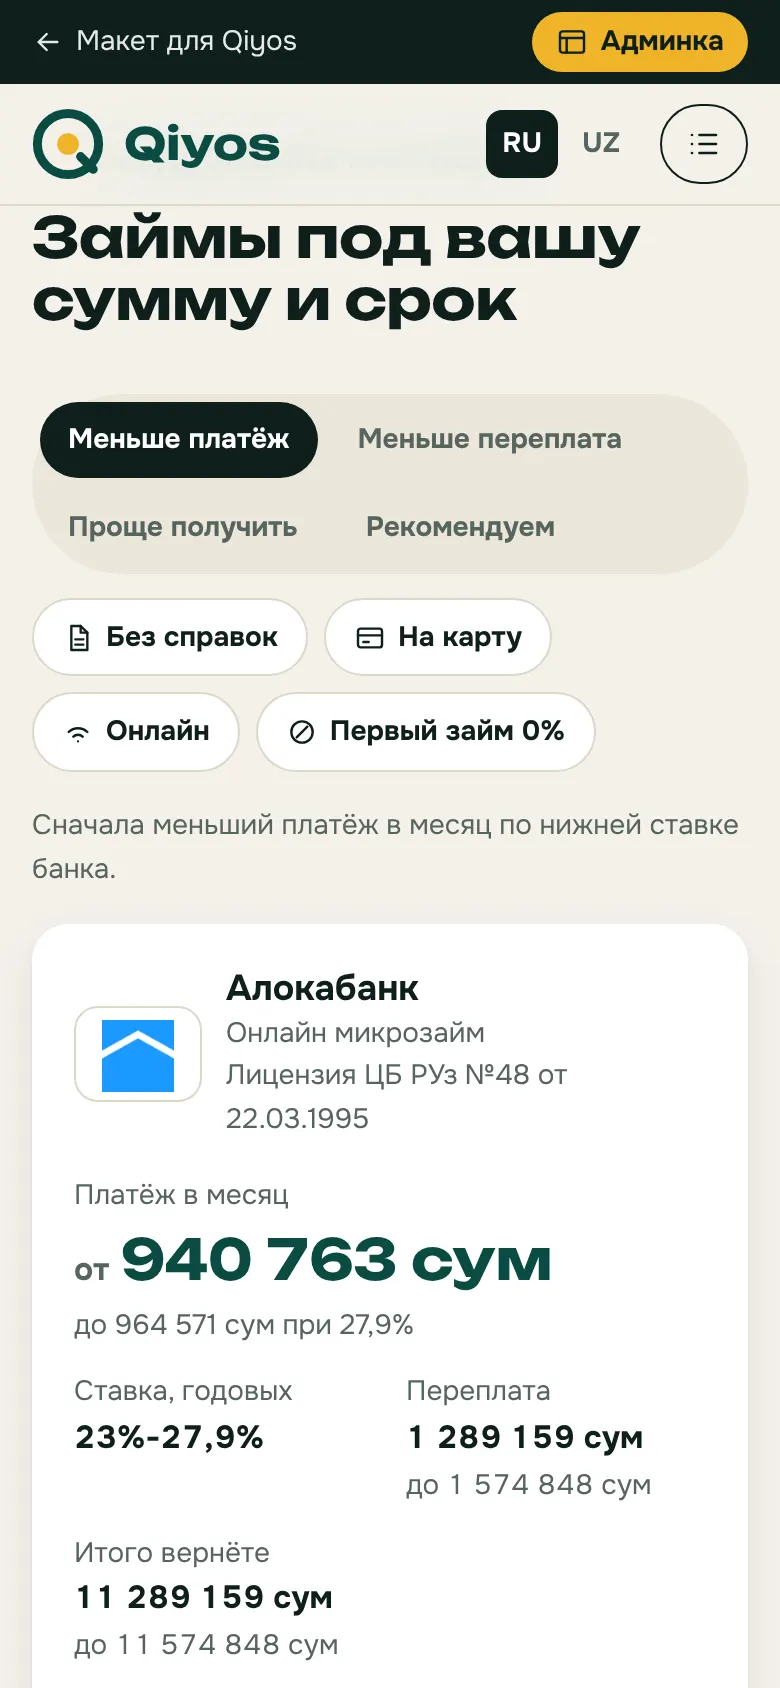 ← Макет для Qiyos
Админка
Qiyos
RU UZ
Займы под вашу
сумму и срок
Меньше платёж Меньше переплата
Проще получить Рекомендуем
Без справок На карту
Онлайн Первый займ 0%
Сначала меньший платёж в месяц по нижней ставке
банка.
Алокабанк
Онлайн микрозайм
Лицензия ЦБ РУз №48 от
22.03.1995
Платёж в месяц
от 940 763 сум
до 964 571 сум при 27,9%
Ставка, годовых Переплата
23%-27,9% 1 289 159 сум
до 1 574 848 сум
Итого вернёте
11 289 159 сум
до 11 574 848 сум